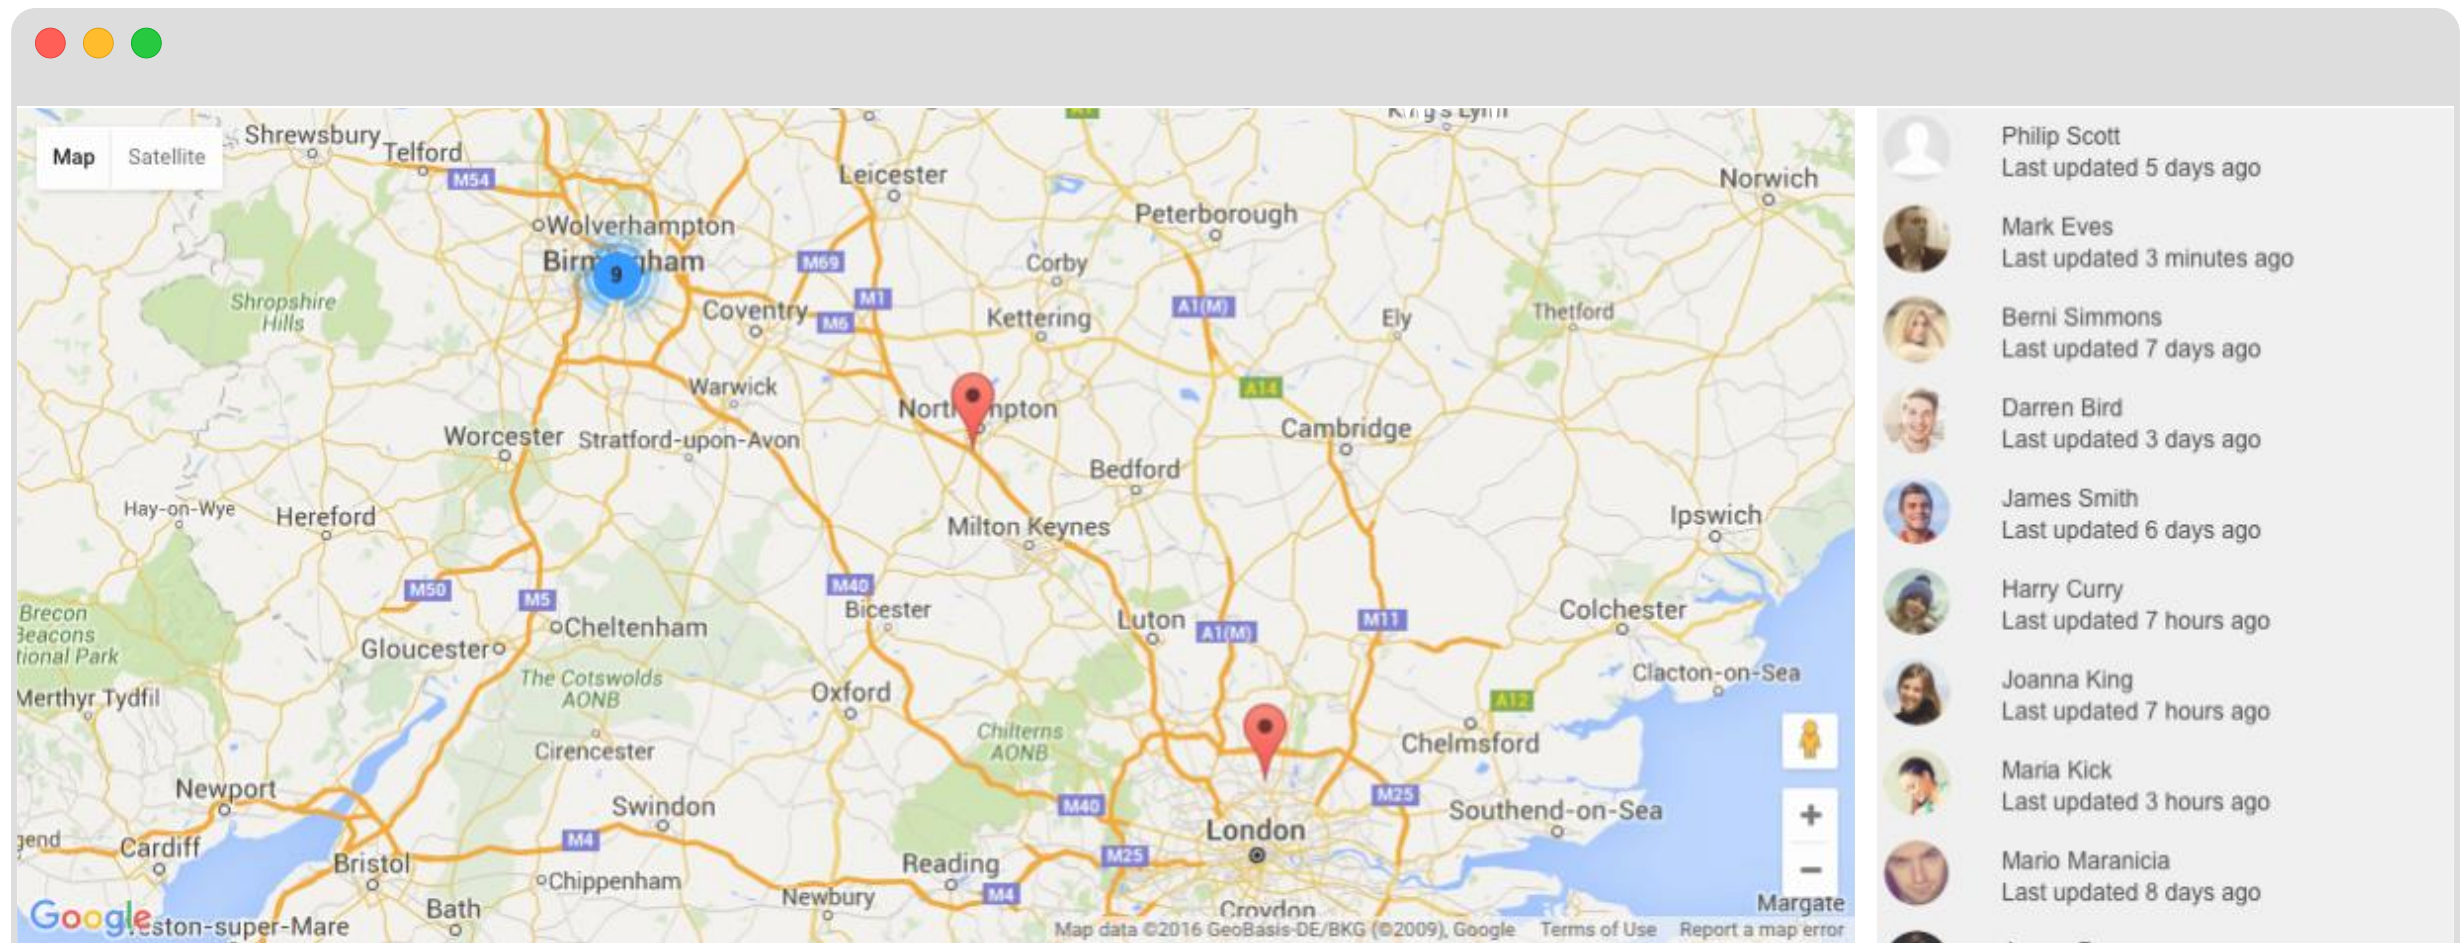 Map
Satellite
Shrewsbury
Telford
M54
Leicester
Norwich
Peterborough
Wolverhampton
9
M69
Corby
Shropshire
Hills
M1
A1(M)
Coventry
M6
Kettering
Ely
Thetford
Warwick
A14
Worcester
Stratford-upon-Avon
Cambridge
Bedford
Hay-on-Wye
Hereford
Milton Keynes
Ipswich
M50
M5
M40
Bicester
Brecon
Beacons
tional Park
Cheltenham
Luton
A1(M)
M11
Colchester
Gloucester
The Cotswolds
AONB
Clacton-on-Sea
Merthyr Tydfil
Oxford
A12
Chilterns
AONB
Cirencester
Chelmsford
Newport
Swindon
M40
M25
Southend-on-Sea
London
Cardiff
M4
Bristol
Reading
M25
Chippenham
M4
Newbury
Margate
Bath
Croydon
Google
eston-super-Mare
Map data ©2016 GeoBasis-DE/BKG (©2009), Google
Terms of Use
Report a map error
Philip Scott
Last updated 5 days ago
Mark Eves
Last updated 3 minutes ago
Berni Simmons
Last updated 7 days ago
Darren Bird
Last updated 3 days ago
James Smith
Last updated 6 days ago
Harry Curry
Last updated 7 hours ago
Joanna King
Last updated 7 hours ago
Maria Kick
Last updated 3 hours ago
Mario Maranicia
Last updated 8 days ago